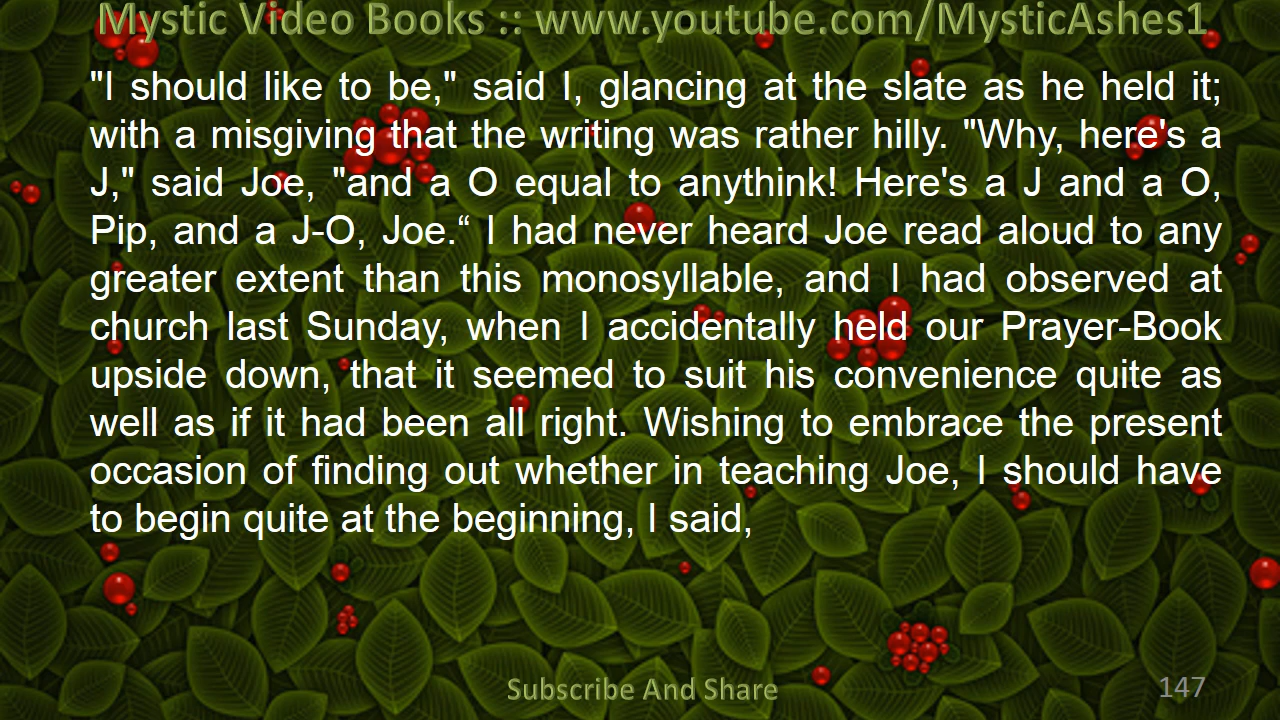 Mystic Video Books :: www.youtube.com/MysticAshes1
"I should like to be," said I, glancing at the slate as he held it;
with a misgiving that the writing was rather hilly. "Why, here's a
J," said Joe, "and a O equal to anythink! Here's a J and a O,
Pip, and a J-O, Joe.“ I had never heard Joe read aloud to any
greater extent than this monosyllable, and I had observed at
church last Sunday, when I accidentally held our Prayer-Book
upside down, that it seemed to suit his convenience quite as
well as if it had been all right. Wishing to embrace the present
occasion of finding out whether in teaching Joe, I should have
to begin quite at the beginning, I said,
Subscribe And Share
147